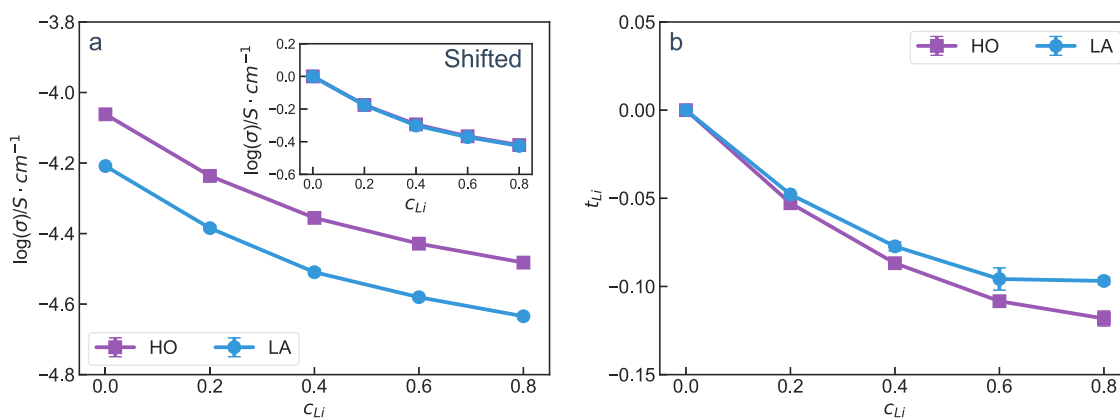 a
−3.8
−4.0
−4.2
−4.4
−4.6
−4.8
log(σ)/S · cm⁻¹
0.0 0.2 0.4 0.6 0.8
c_Li
HO LA
Shifted
0.2
0.0
−0.2
−0.4
−0.6
log(σ)/S · cm⁻¹
0.0 0.2 0.4 0.6 0.8
c_Li
b
0.05
0.00
−0.05
−0.10
−0.15
t_Li
0.0 0.2 0.4 0.6 0.8
c_Li
HO LA